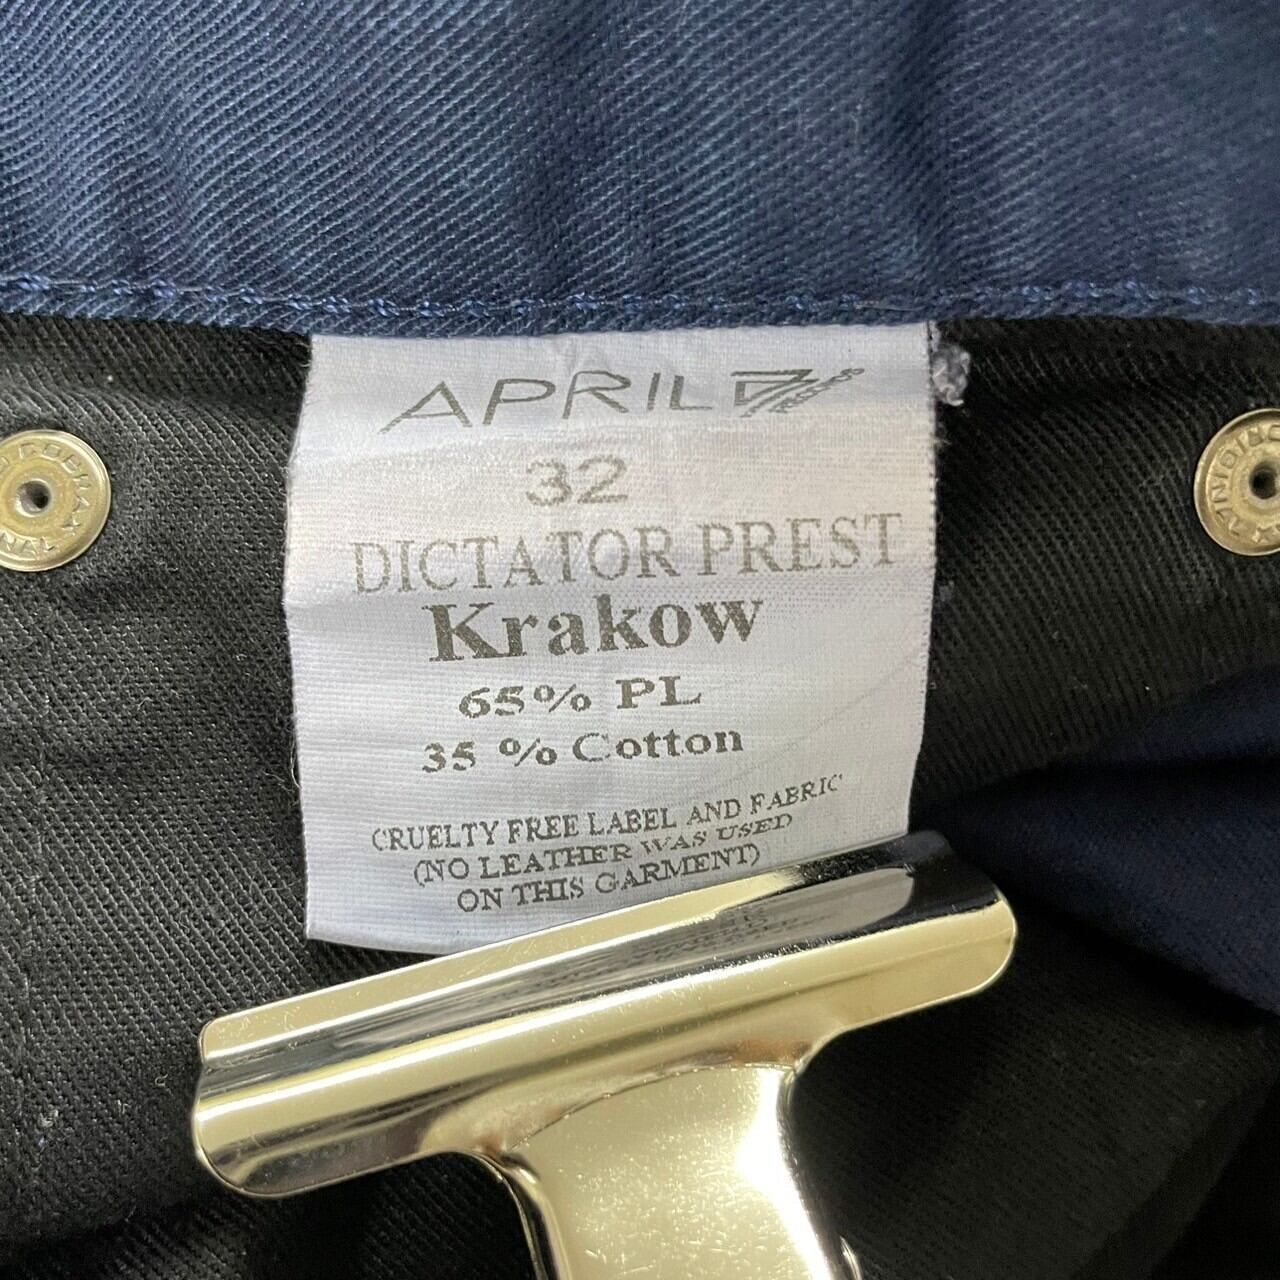 APRIL 77 RECORDS
32
DICTATOR PREST
Krakow
65% PL
35 % Cotton
CRUELTY FREE LABEL AND FABRIC
(NO LEATHER WAS USED
ON THIS GARMENT)